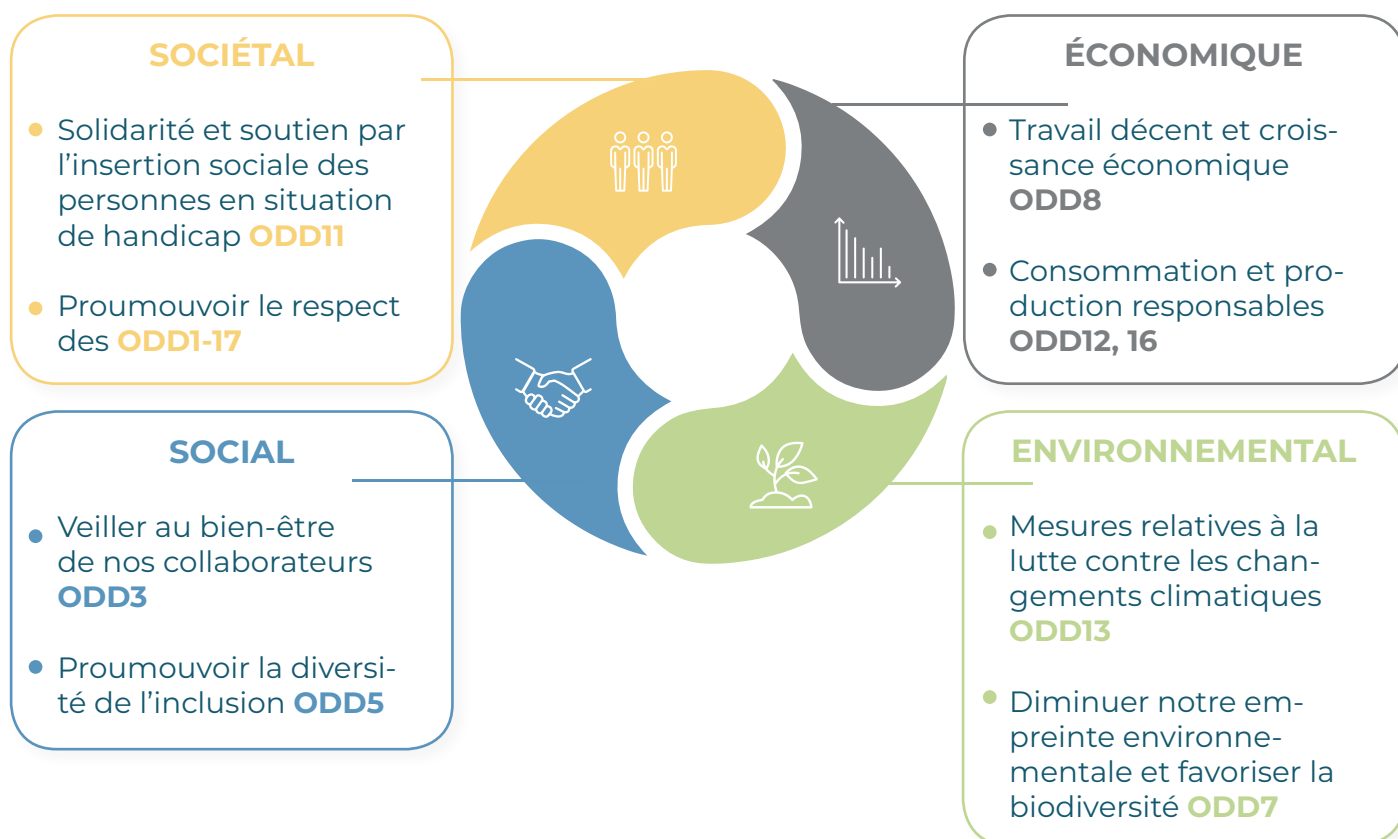 SOCIÉTAL
Solidarité et soutien par
l’insertion sociale des
personnes en situation
de handicap ODD11
Proumouvoir le respect
des ODD1-17
ÉCONOMIQUE
Travail décent et crois-
sance économique
ODD8
Consommation et pro-
duction responsables
ODD12, 16
SOCIAL
Veiller au bien-être
de nos collaborateurs
ODD3
Proumouvoir la diversi-
té de l’inclusion ODD5
ENVIRONNEMENTAL
Mesures relatives à la
lutte contre les chan-
gements climatiques
ODD13
Diminuer notre em-
preinte environne-
mentale et favoriser la
biodiversité ODD7